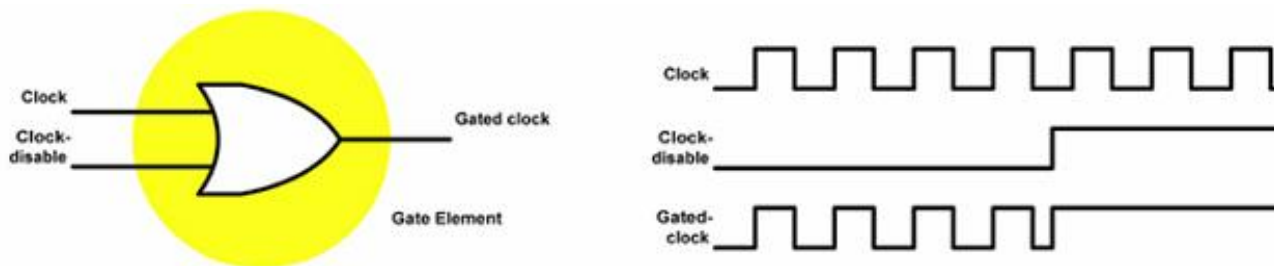 Clock
Clock-
disable
Gated clock
Gate Element
Clock
Clock-
disable
Gated-
clock